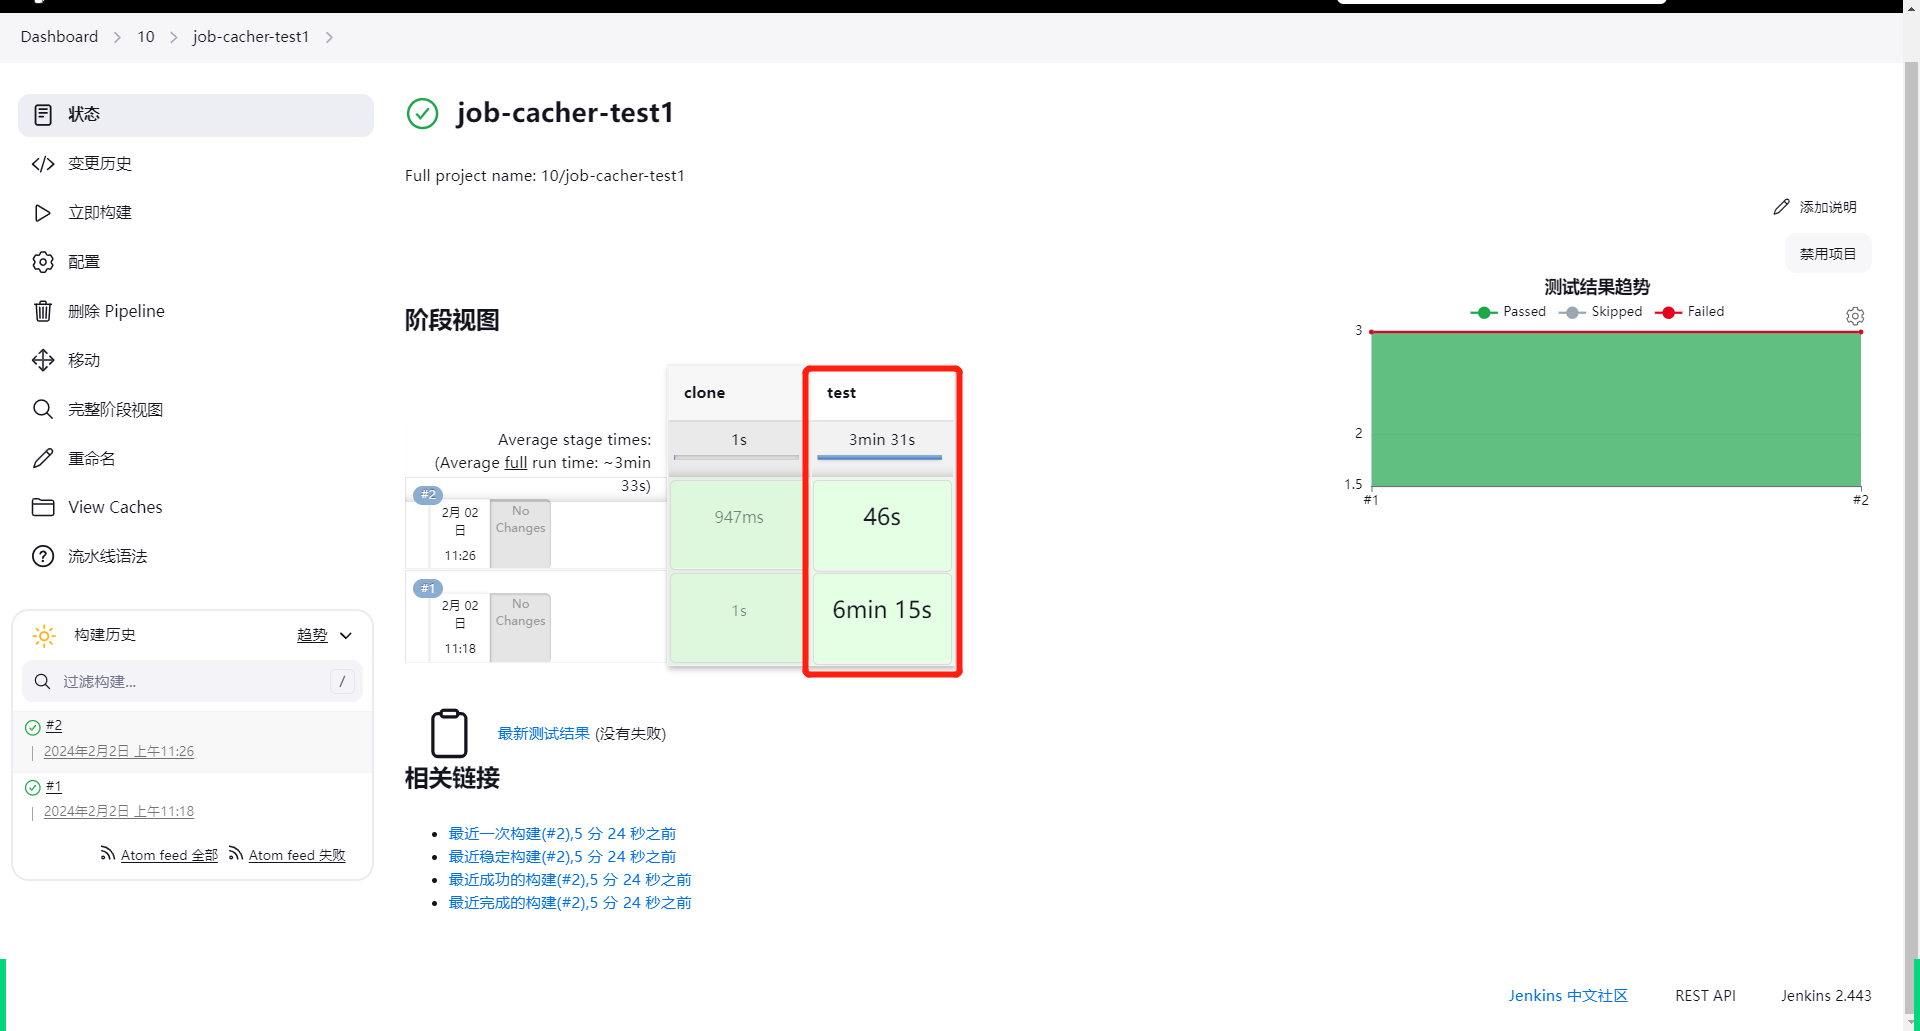 Dashboard
10
job-cacher-test1
状态
变更历史
立即构建
配置
删除 Pipeline
移动
完整阶段视图
重命名
View Caches
流水线语法
构建历史
趋势
过滤构建...
/
#2
2024年2月2日 上午11:26
#1
2024年2月2日 上午11:18
Atom feed 全部
Atom feed 失败
job-cacher-test1
Full project name: 10/job-cacher-test1
添加说明
禁用项目
阶段视图
clone
test
Average stage times:
(Average full run time: ~3min
33s)
1s
3min 31s
#2
2月 02
日
11:26
No
Changes
947ms
46s
#1
2月 02
日
11:18
No
Changes
1s
6min 15s
测试结果趋势
Passed
Skipped
Failed
3
2
1.5
#1
#2
最新测试结果 (没有失败)
相关链接
最近一次构建(#2),5 分 24 秒之前
最近稳定构建(#2),5 分 24 秒之前
最近成功的构建(#2),5 分 24 秒之前
最近完成的构建(#2),5 分 24 秒之前
Jenkins 中文社区
REST API
Jenkins 2.443